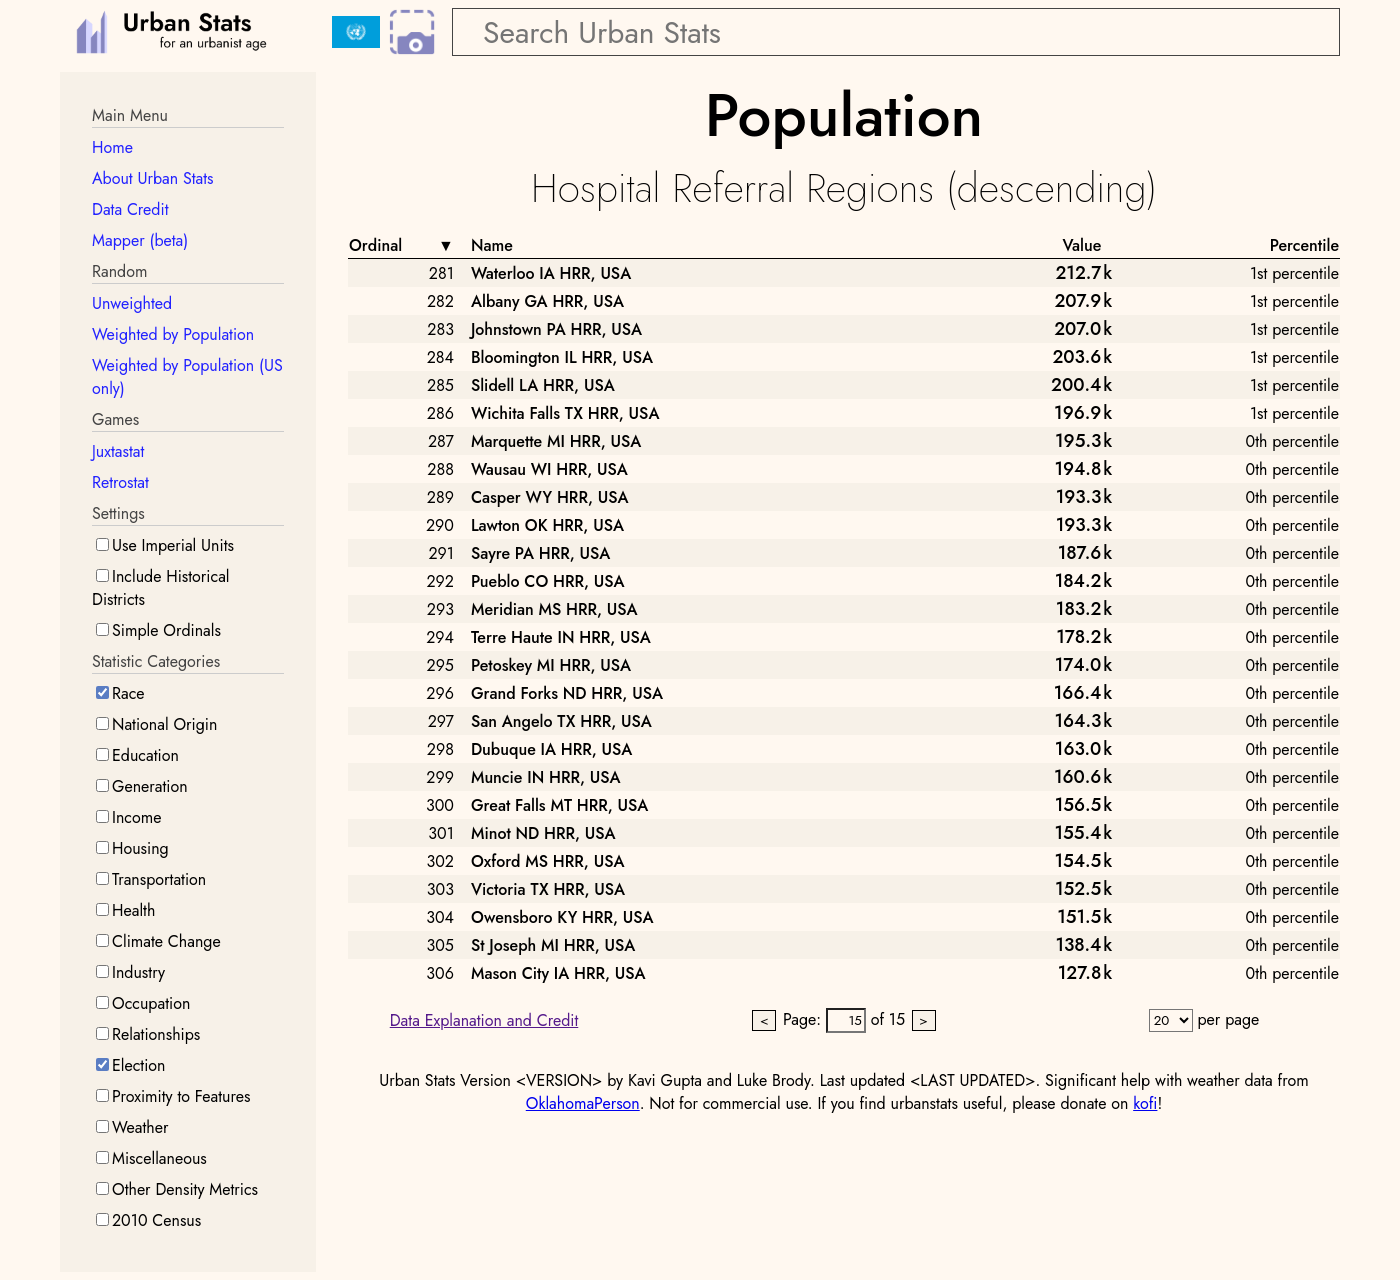 Urban Stats
for an urbanist age
Search Urban Stats
Main Menu
Home
About Urban Stats
Data Credit
Mapper (beta)
Random
Unweighted
Weighted by Population
Weighted by Population (US
only)
Games
Juxtastat
Retrostat
Settings
Use Imperial Units
Include Historical
Districts
Simple Ordinals
Statistic Categories
Race
National Origin
Education
Generation
Income
Housing
Transportation
Health
Climate Change
Industry
Occupation
Relationships
Election
Proximity to Features
Weather
Miscellaneous
Other Density Metrics
2010 Census
Population
Hospital Referral Regions (descending)
Ordinal ▼ Name Value Percentile
281 Waterloo IA HRR, USA 212.7k 1st percentile
282 Albany GA HRR, USA 207.9k 1st percentile
283 Johnstown PA HRR, USA 207.0k 1st percentile
284 Bloomington IL HRR, USA 203.6k 1st percentile
285 Slidell LA HRR, USA 200.4k 1st percentile
286 Wichita Falls TX HRR, USA 196.9k 1st percentile
287 Marquette MI HRR, USA 195.3k 0th percentile
288 Wausau WI HRR, USA 194.8k 0th percentile
289 Casper WY HRR, USA 193.3k 0th percentile
290 Lawton OK HRR, USA 193.3k 0th percentile
291 Sayre PA HRR, USA 187.6k 0th percentile
292 Pueblo CO HRR, USA 184.2k 0th percentile
293 Meridian MS HRR, USA 183.2k 0th percentile
294 Terre Haute IN HRR, USA 178.2k 0th percentile
295 Petoskey MI HRR, USA 174.0k 0th percentile
296 Grand Forks ND HRR, USA 166.4k 0th percentile
297 San Angelo TX HRR, USA 164.3k 0th percentile
298 Dubuque IA HRR, USA 163.0k 0th percentile
299 Muncie IN HRR, USA 160.6k 0th percentile
300 Great Falls MT HRR, USA 156.5k 0th percentile
301 Minot ND HRR, USA 155.4k 0th percentile
302 Oxford MS HRR, USA 154.5k 0th percentile
303 Victoria TX HRR, USA 152.5k 0th percentile
304 Owensboro KY HRR, USA 151.5k 0th percentile
305 St Joseph MI HRR, USA 138.4k 0th percentile
306 Mason City IA HRR, USA 127.8k 0th percentile
Data Explanation and Credit < Page: 15 of 15 > 20 per page
Urban Stats Version <VERSION> by Kavi Gupta and Luke Brody. Last updated <LAST UPDATED>. Significant help with weather data from
OklahomaPerson. Not for commercial use. If you find urbanstats useful, please donate on kofi!